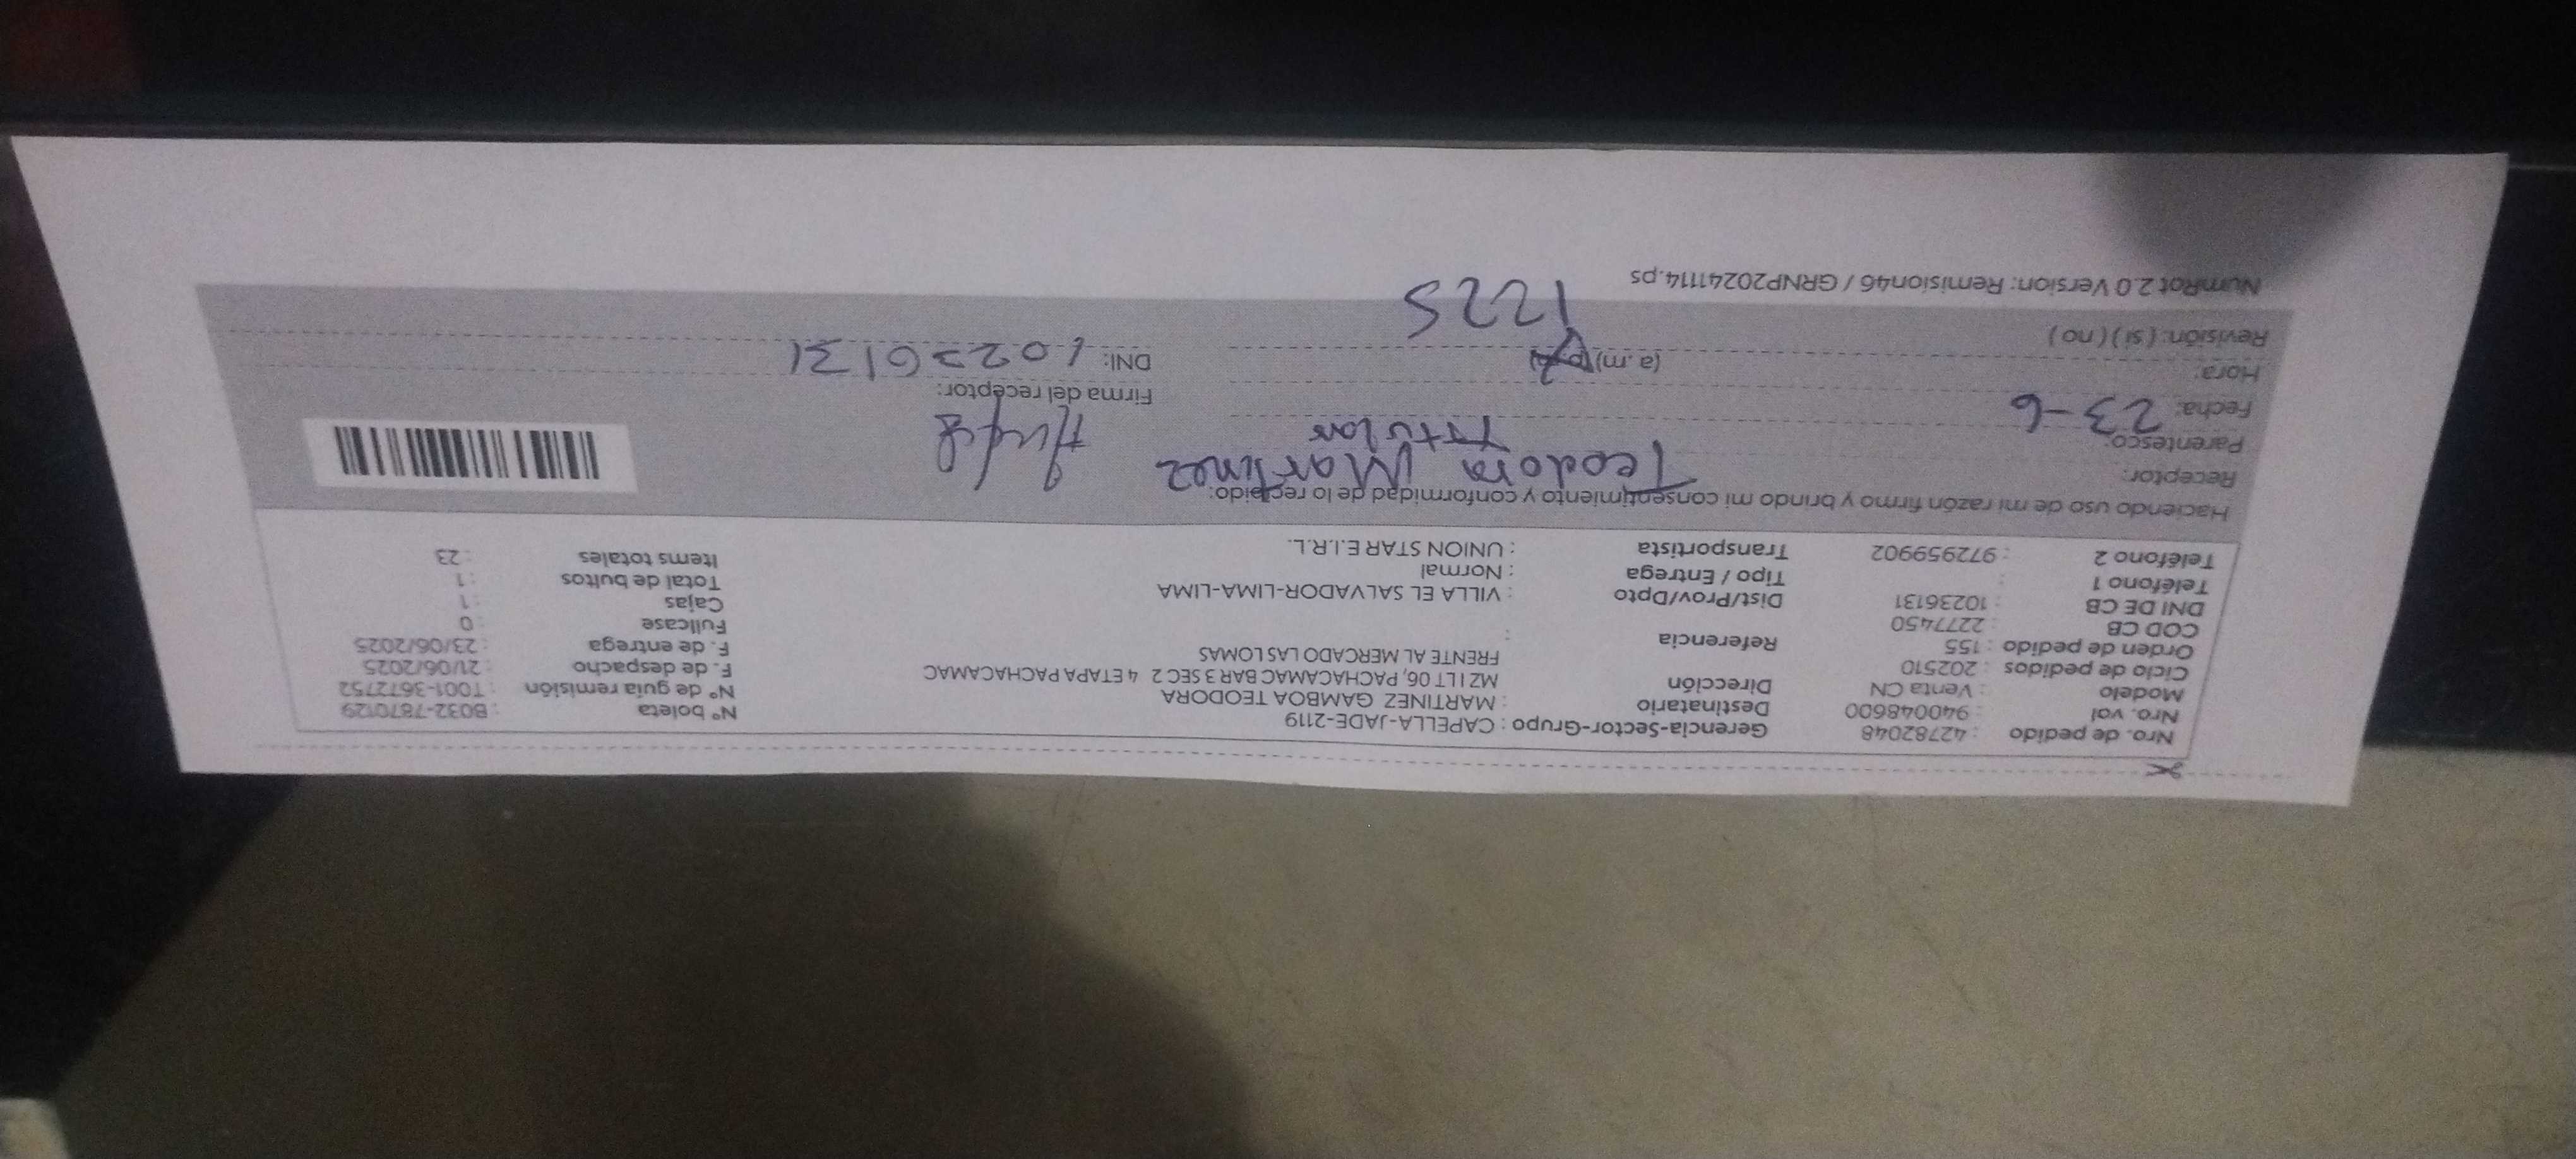 Nro. de pedido : 42782048 Gerencia-Sector-Grupo : CAPELLA-JADE-2119 Nº boleta : B032-7870129
Nro. val : 940048600 Destinatario : MARTINEZ GAMBOA TEODORA Nº de guía remisión : T001-3672752
Modelo : Venta CN Dirección MZ I LT 06, PACHACAMAC BAR 3 SEC 2 4 ETAPA PACHACAMAC F. de despacho : 21/06/2025
Ciclo de pedidos : 202510 FRENTE AL MERCADO LAS LOMAS F. de entrega : 23/06/2025
Orden de pedido : 155 Referencia : Fullcase : 0
COD CB : 2277450 Cajas : 1
DNI DE CB : 10236131 Dist/Prov/Dpto : VILLA EL SALVADOR-LIMA-LIMA Total de bultos : 1
Teléfono 1 : Tipo / Entrega : Normal Items totales : 23
Teléfono 2 : 972959902 Transportista : UNION STAR E.I.R.L.
Haciendo uso de mi razón firmo y brindo mi consentimiento y conformidad de lo recibido:
Receptor: Teodora Martinez
Parentesco: Titular
Fecha: 23-6 Firma del receptor:
Hora: (a.m) DNI: 10236131
Revisión: ( si ) ( no ) 1225
NumRot 2.0 Version: Remision46 / GRNP20241114.ps